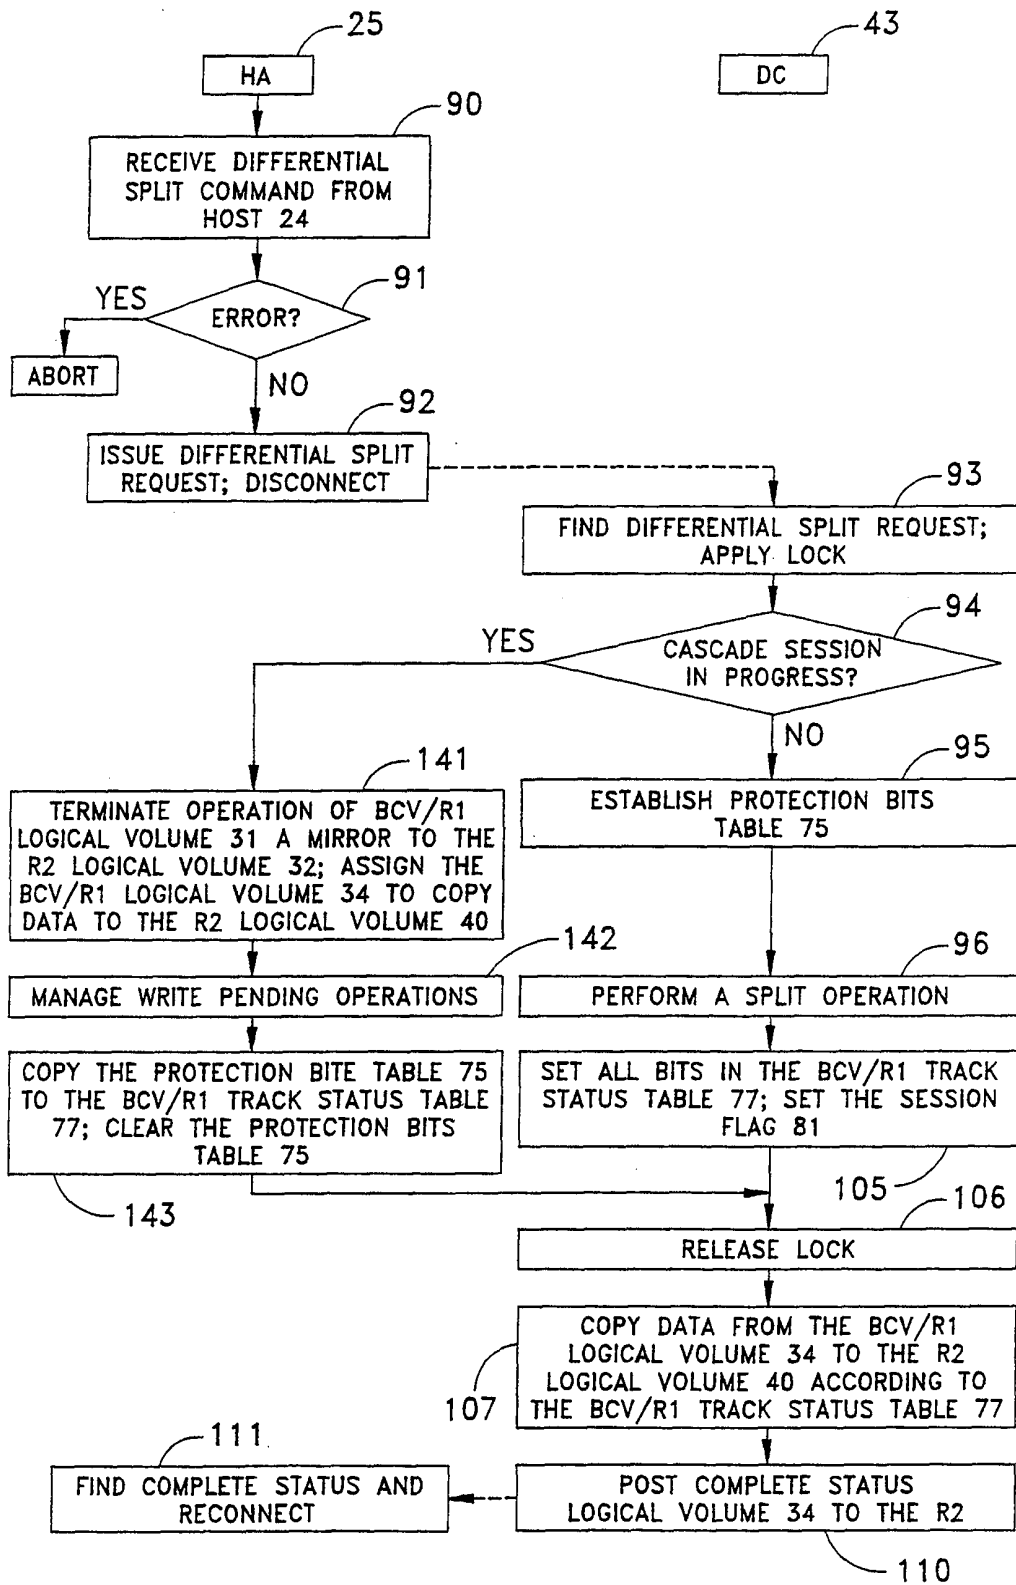 25
HA
43
DC
90
RECEIVE DIFFERENTIAL
SPLIT COMMAND FROM
HOST 24
91
YES
ERROR?
ABORT
NO
92
ISSUE DIFFERENTIAL SPLIT
REQUEST; DISCONNECT
93
FIND DIFFERENTIAL SPLIT REQUEST;
APPLY LOCK
94
YES
CASCADE SESSION
IN PROGRESS?
NO
141
TERMINATE OPERATION OF BCV/R1
LOGICAL VOLUME 31 A MIRROR TO THE
R2 LOGICAL VOLUME 32; ASSIGN THE
BCV/R1 LOGICAL VOLUME 34 TO COPY
DATA TO THE R2 LOGICAL VOLUME 40
95
ESTABLISH PROTECTION BITS
TABLE 75
142
MANAGE WRITE PENDING OPERATIONS
96
PERFORM A SPLIT OPERATION
COPY THE PROTECTION BITE TABLE 75
TO THE BCV/R1 TRACK STATUS TABLE
77; CLEAR THE PROTECTION BITS
TABLE 75
143
SET ALL BITS IN THE BCV/R1 TRACK
STATUS TABLE 77; SET THE SESSION
FLAG 81
105
106
RELEASE LOCK
COPY DATA FROM THE BCV/R1
LOGICAL VOLUME 34 TO THE R2
LOGICAL VOLUME 40 ACCORDING TO
THE BCV/R1 TRACK STATUS TABLE 77
107
111
FIND COMPLETE STATUS AND
RECONNECT
POST COMPLETE STATUS
LOGICAL VOLUME 34 TO THE R2
110